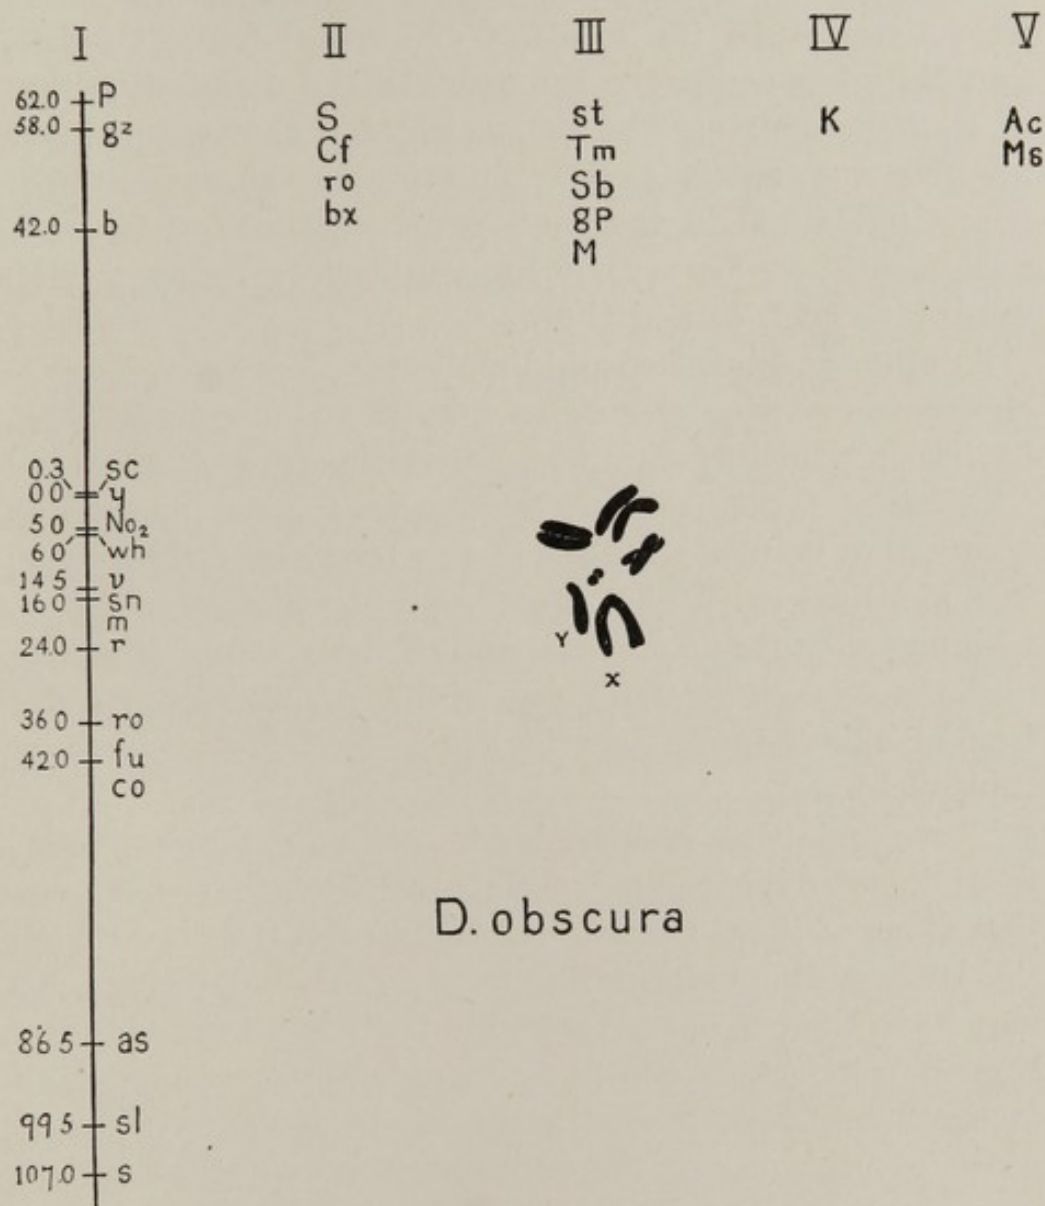 I II III IV V
62.0 P
58.0 gz
S st K Ac
Cf Tm Ms
ro Sb
bx gp
M
42.0 b
0.3 sc
0 0 y
5 0 No₂
6 0 wh
14 5 v
16 0 sn
m
24.0 r
36 0 ro
42 0 fu
co
Y
X
D. obscura
86 5 as
99 5 sl
107.0 s